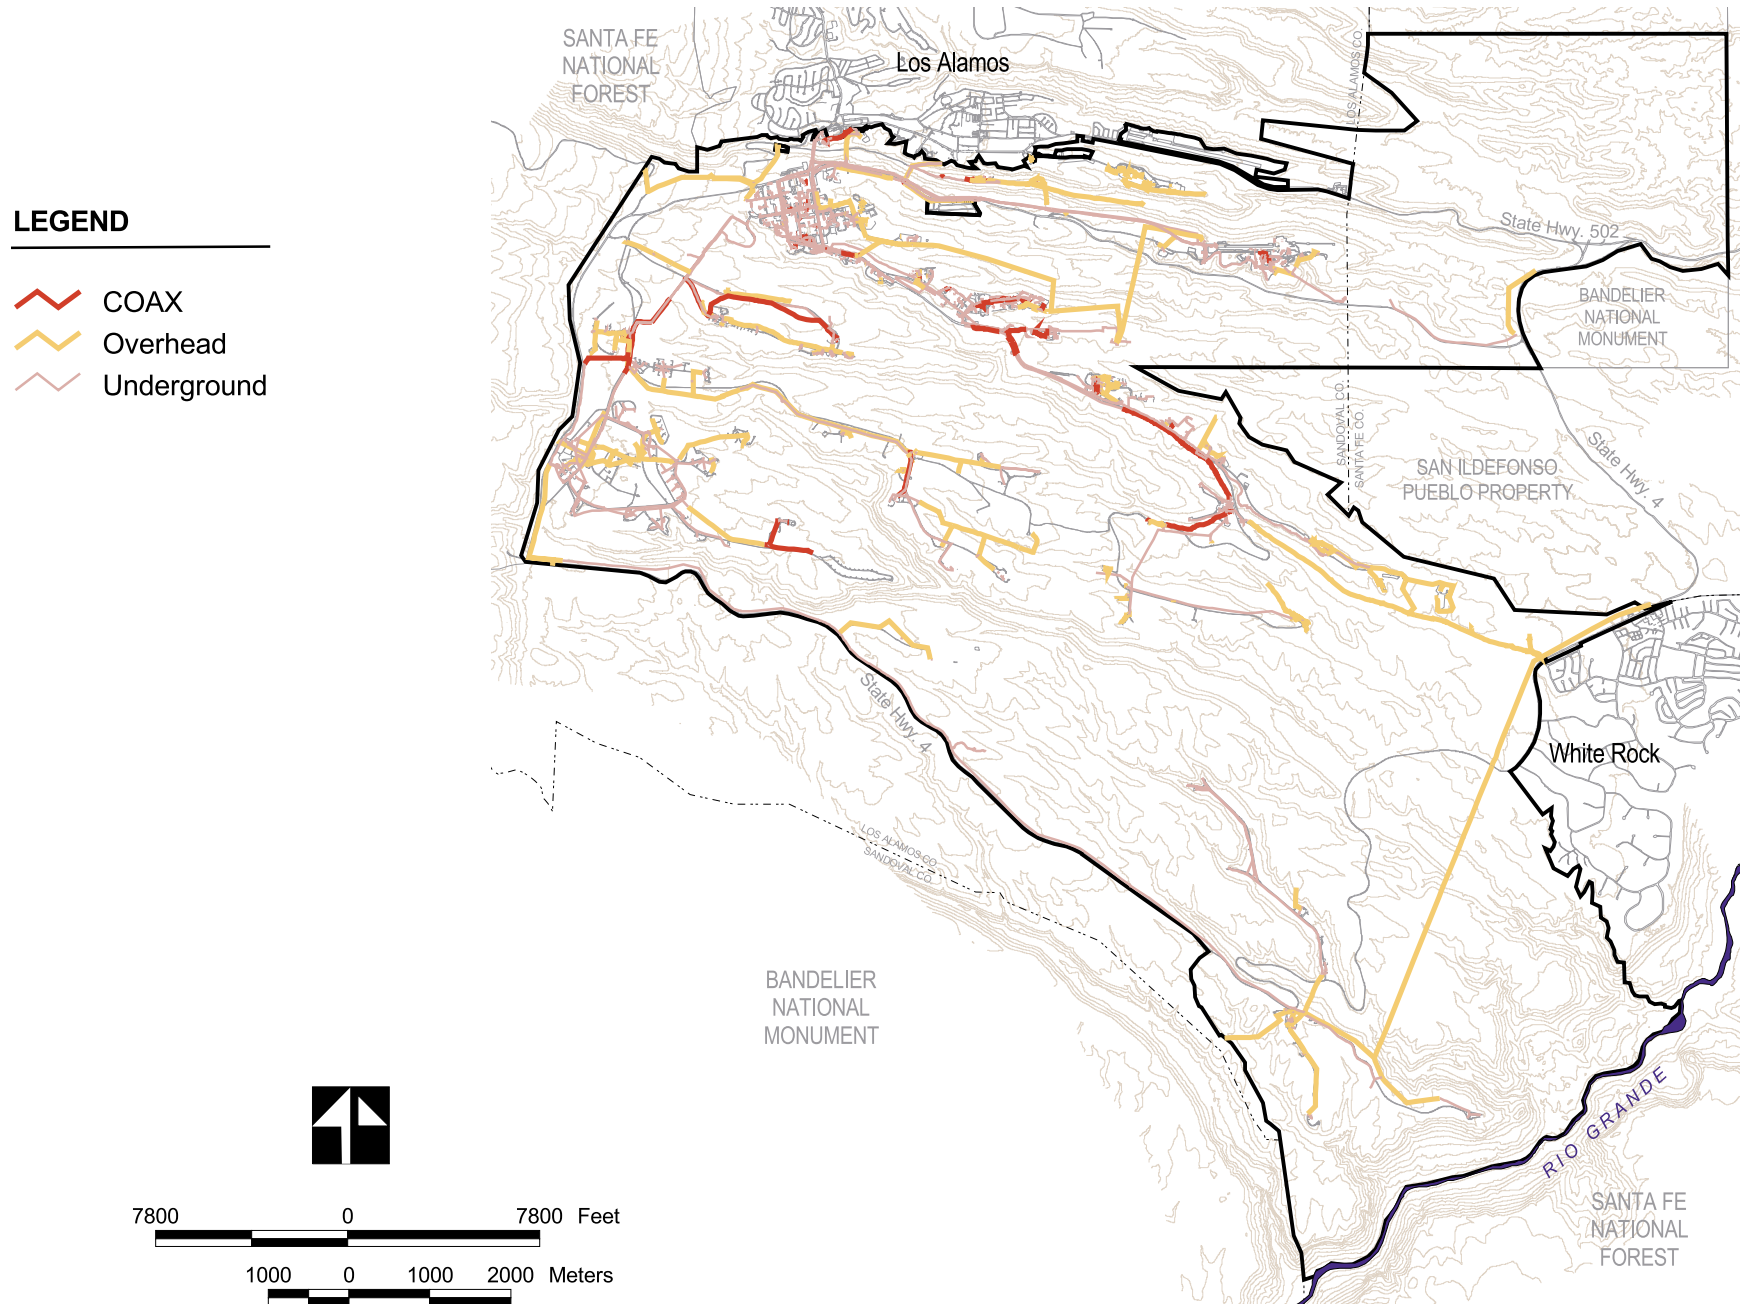 SANTA FE
NATIONAL
FOREST
Los Alamos
LOS ALAMOS CO.
SANTA FE CO.
State Hwy. 502
LEGEND
COAX
Overhead
Underground
BANDELIER
NATIONAL
MONUMENT
SANDOVAL CO.
SANTA FE CO.
SAN ILDEFONSO
PUEBLO PROPERTY
State Hwy. 4
State Hwy. 4
White Rock
LOS ALAMOS CO.
SANDOVAL CO.
BANDELIER
NATIONAL
MONUMENT
RIO GRANDE
SANTA FE
NATIONAL
FOREST
7800 0 7800 Feet
1000 0 1000 2000 Meters